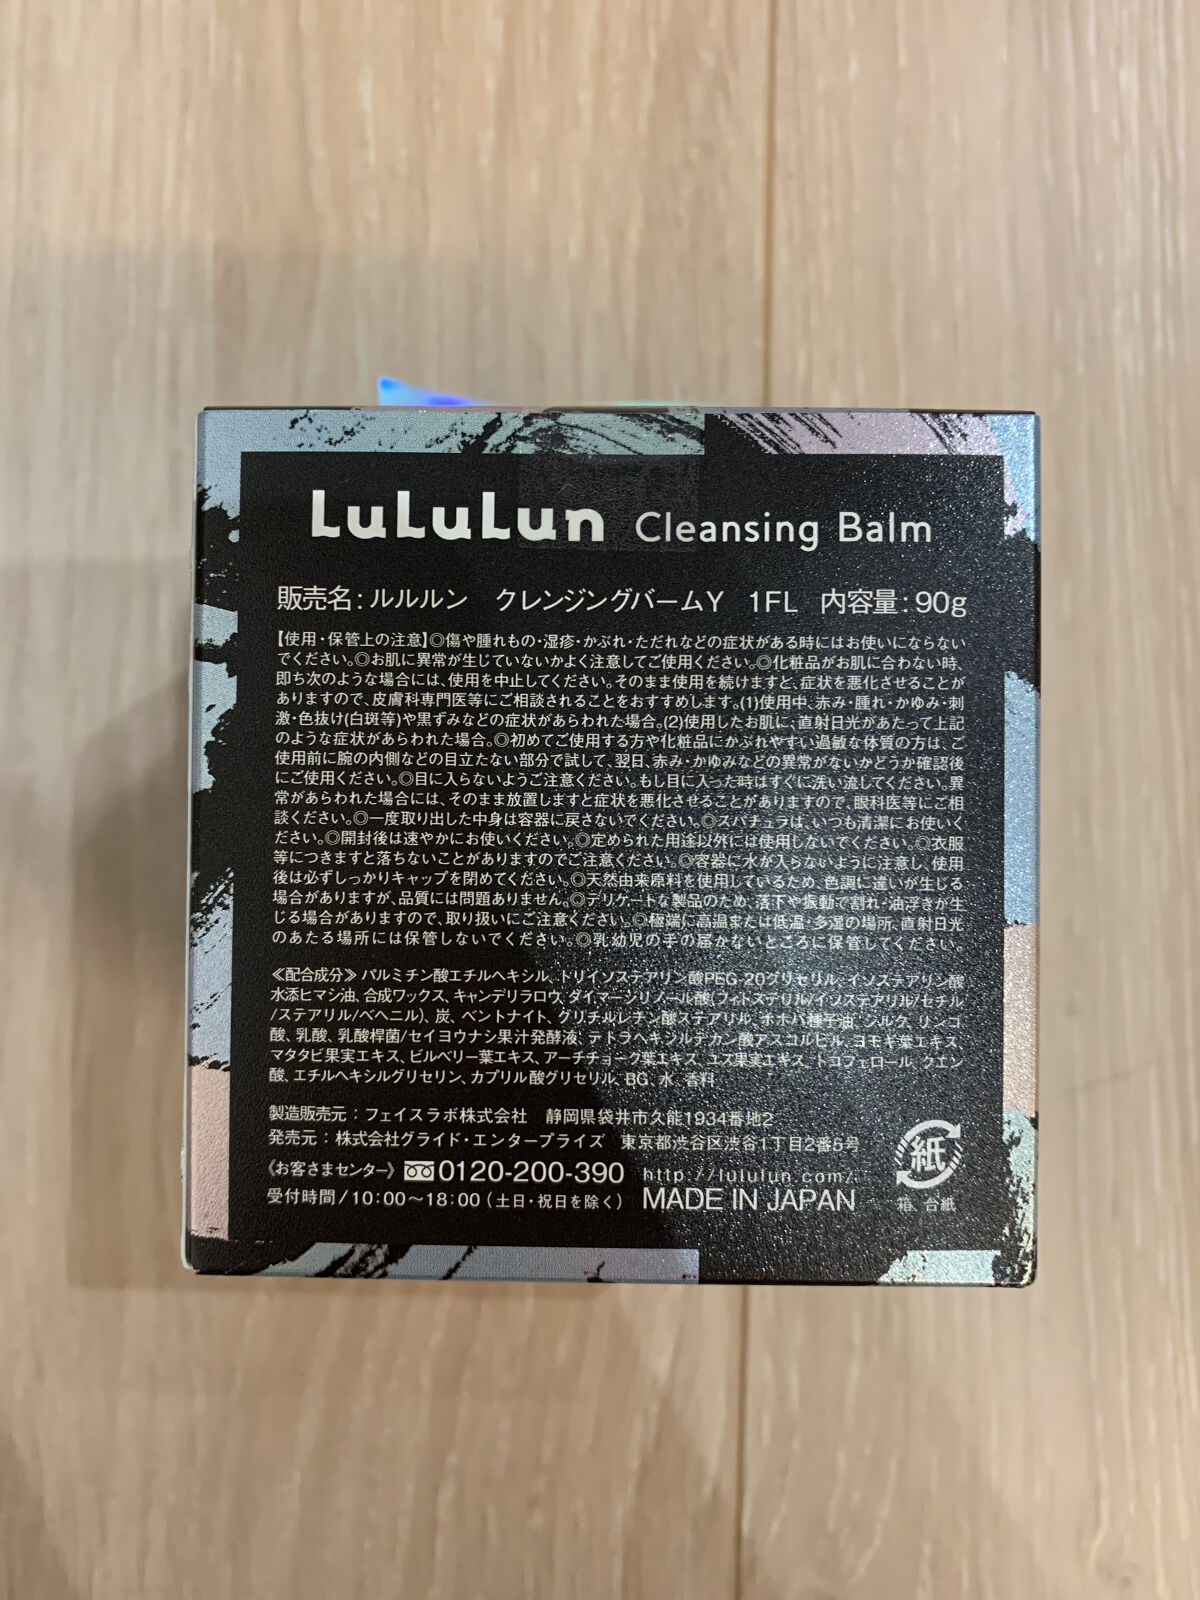 LuLuLun Cleansing Balm
販売名：ルルルン　クレンジングバームY　1FL　内容量：90g
【使用・保管上の注意】◎傷や腫れもの・湿疹・かぶれ・ただれなどの症状がある時にはお使いにならない
でください。◎お肌に異常が生じていないかよく注意してご使用ください。◎化粧品がお肌に合わない時、
即ち次のような場合には、使用を中止してください。そのまま使用を続けますと、症状を悪化させることが
ありますので、皮膚科専門医等にご相談されることをおすすめします。(1)使用中、赤み・腫れ・かゆみ・刺
激・色抜け(白斑等)や黒ずみなどの症状があらわれた場合。(2)使用したお肌に、直射日光があたって上記
のような症状があらわれた場合。◎初めてご使用する方や化粧品にかぶれやすい過敏な体質の方は、ご
使用前に腕の内側などの目立たない部分で試して、翌日、赤み・かゆみなどの異常がないかどうか確認後
にご使用ください。◎目に入らないようご注意ください。もし目に入った時はすぐに洗い流してください。異
常があらわれた場合には、そのまま放置しますと症状を悪化させることがありますので、眼科医等にご相
談ください。◎一度取り出した中身は容器に戻さないでください。◎スパチュラは、いつも清潔にお使いく
ださい。◎開封後は速やかにお使いください。◎定められた用途以外には使用しないでください。◎衣服
等につきますと落ちないことがありますのでご注意ください。◎容器に水が入らないように注意し、使用
後は必ずしっかりキャップを閉めてください。◎天然由来原料を使用しているため、色調に違いが生じる
場合がありますが、品質には問題ありません。◎デリケートな製品のため、落下や振動で割れ・油浮きが生
じる場合がありますので、取り扱いにご注意ください。◎極端に高温または低温・多湿の場所、直射日光
のあたる場所には保管しないでください。◎乳幼児の手の届かないところに保管してください。
≪配合成分≫パルミチン酸エチルヘキシル、トリイソステアリン酸PEG-20グリセリル、イソステアリン酸
水添ヒマシ油、合成ワックス、キャンデリラロウ、ダイマージリノール酸(フィトステリル/イソステアリル/セチル
/ステアリル/ベヘニル)、炭、ベントナイト、グリチルレチン酸ステアリル、ホホバ種子油、シルク、リンゴ
酸、乳酸、乳酸桿菌/セイヨウナシ果汁発酵液、テトラヘキシルデカン酸アスコルビル、ヨモギ葉エキス、
マタタビ果実エキス、ビルベリー葉エキス、アーチチョーク葉エキス、ユズ果実エキス、トコフェロール、クエン
酸、エチルヘキシルグリセリン、カプリル酸グリセリル、BG、水、香料
製造販売元：フェイスラボ株式会社　静岡県袋井市久能1934番地2
発売元：株式会社グライド・エンタープライズ　東京都渋谷区渋谷1丁目2番5号
《お客さまセンター》0120-200-390 http://lululun.com/
受付時間/10:00〜18:00（土日・祝日を除く） MADE IN JAPAN
紙
箱、台紙